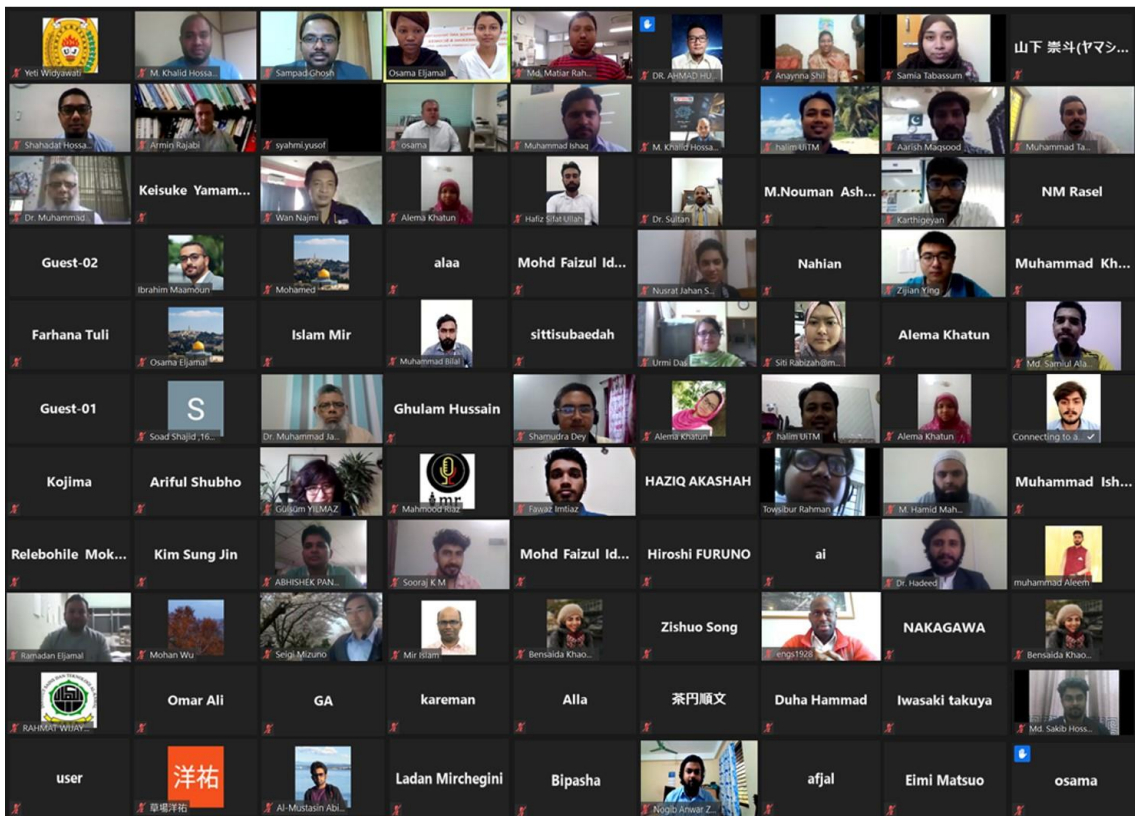 Yeti Widyawati
M. Khalid Hossa...
Sampad Ghosh
Osama Eljamal
Md. Matiar Rah...
DR. AHMAD HU...
Anaynna Shil
Samia Tabassum
山下 崇斗(ヤマシ...
Shahadat Hossa...
Armin Rajabi
syahmi.yusof
osama
Muhammad Ishaq
M. Khalid Hossa...
halim UiTM
Aarish Maqsood
Muhammad Ta...
Dr. Muhammad...
Keisuke Yamam...
Wan Najmi
Alema Khatun
Hafiz Sifat Ullah
Dr. Sultan
M.Nouman Ash...
Karthigeyan
NM Rasel
Guest-02
Ibrahim Maamoun
Mohamed
alaa
Mohd Faizul Id...
Nusrat Jahan S...
Nahian
Zijian Ying
Muhammad Kh...
Farhana Tuli
Osama Eljamal
Islam Mir
Muhammad Bilal
sittisubaedah
Urmi Das
Siti Rabizah@m...
Alema Khatun
Md. Samiul Ala...
Guest-01
S
Soad Shajid ,16...
Dr. Muhammad Ja...
Ghulam Hussain
Shamudra Dey
Alema Khatun
halim UiTM
Alema Khatun
Connecting to a...
Kojima
Ariful Shubho
Gülsüm YILMAZ
imr
Mahmood Riaz
Fawaz Imtiaz
HAZIQ AKASHAH
Towsibur Rahman
M. Hamid Mah...
Muhammad Ish...
Relebohile Mok...
Kim Sung Jin
ABHISHEK PAN...
Sooraj K M
Mohd Faizul Id...
Hiroshi FURUNO
ai
Dr. Hadeed
muhammad Aleem
Ramadan Eljamal
Mohan Wu
Seigi Mizuno
Mir Islam
Bensaida Khao...
Zishuo Song
engs1928
NAKAGAWA
Bensaida Khao...
RAHMAT WIJAY...
Omar Ali
GA
kareman
Alla
茶円順文
Duha Hammad
Iwasaki takuya
Md. Sakib Hoss...
user
洋祐
草場洋祐
Al-Mustasin Abi...
Ladan Mirchegini
Bipasha
Nogib Anwar Z...
afjal
Eimi Matsuo
osama